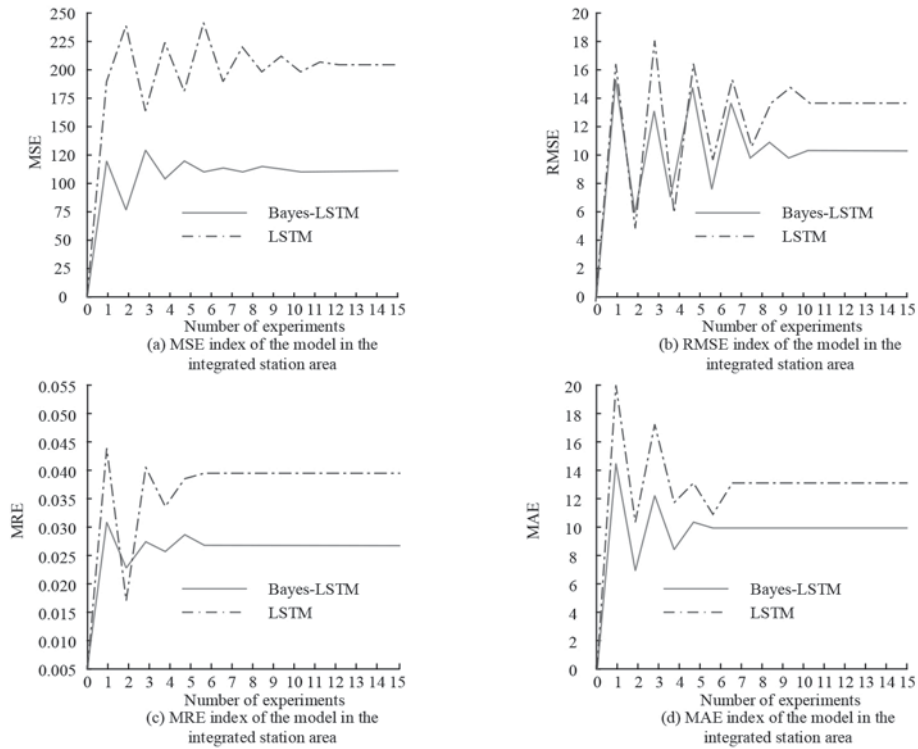 250
225
200
175
150
120
100
75
50
25
0
MSE
Bayes-LSTM
LSTM
0 1 2 3 4 5 6 7 8 9 10 11 12 13 14 15
Number of experiments
(a) MSE index of the model in the
integrated station area
20
18
16
14
12
10
8
6
4
2
0
RMSE
Bayes-LSTM
LSTM
0 1 2 3 4 5 6 7 8 9 10 11 12 13 14 15
Number of experiments
(b) RMSE index of the model in the
integrated station area
0.055
0.050
0.045
0.040
0.035
0.030
0.025
0.020
0.015
0.010
0.005
MRE
Bayes-LSTM
LSTM
0 1 2 3 4 5 6 7 8 9 10 11 12 13 14 15
Number of experiments
(c) MRE index of the model in the
integrated station area
20
18
16
14
12
10
8
6
4
2
0
MAE
Bayes-LSTM
LSTM
0 1 2 3 4 5 6 7 8 9 10 11 12 13 14 15
Number of experiments
(d) MAE index of the model in the
integrated station area